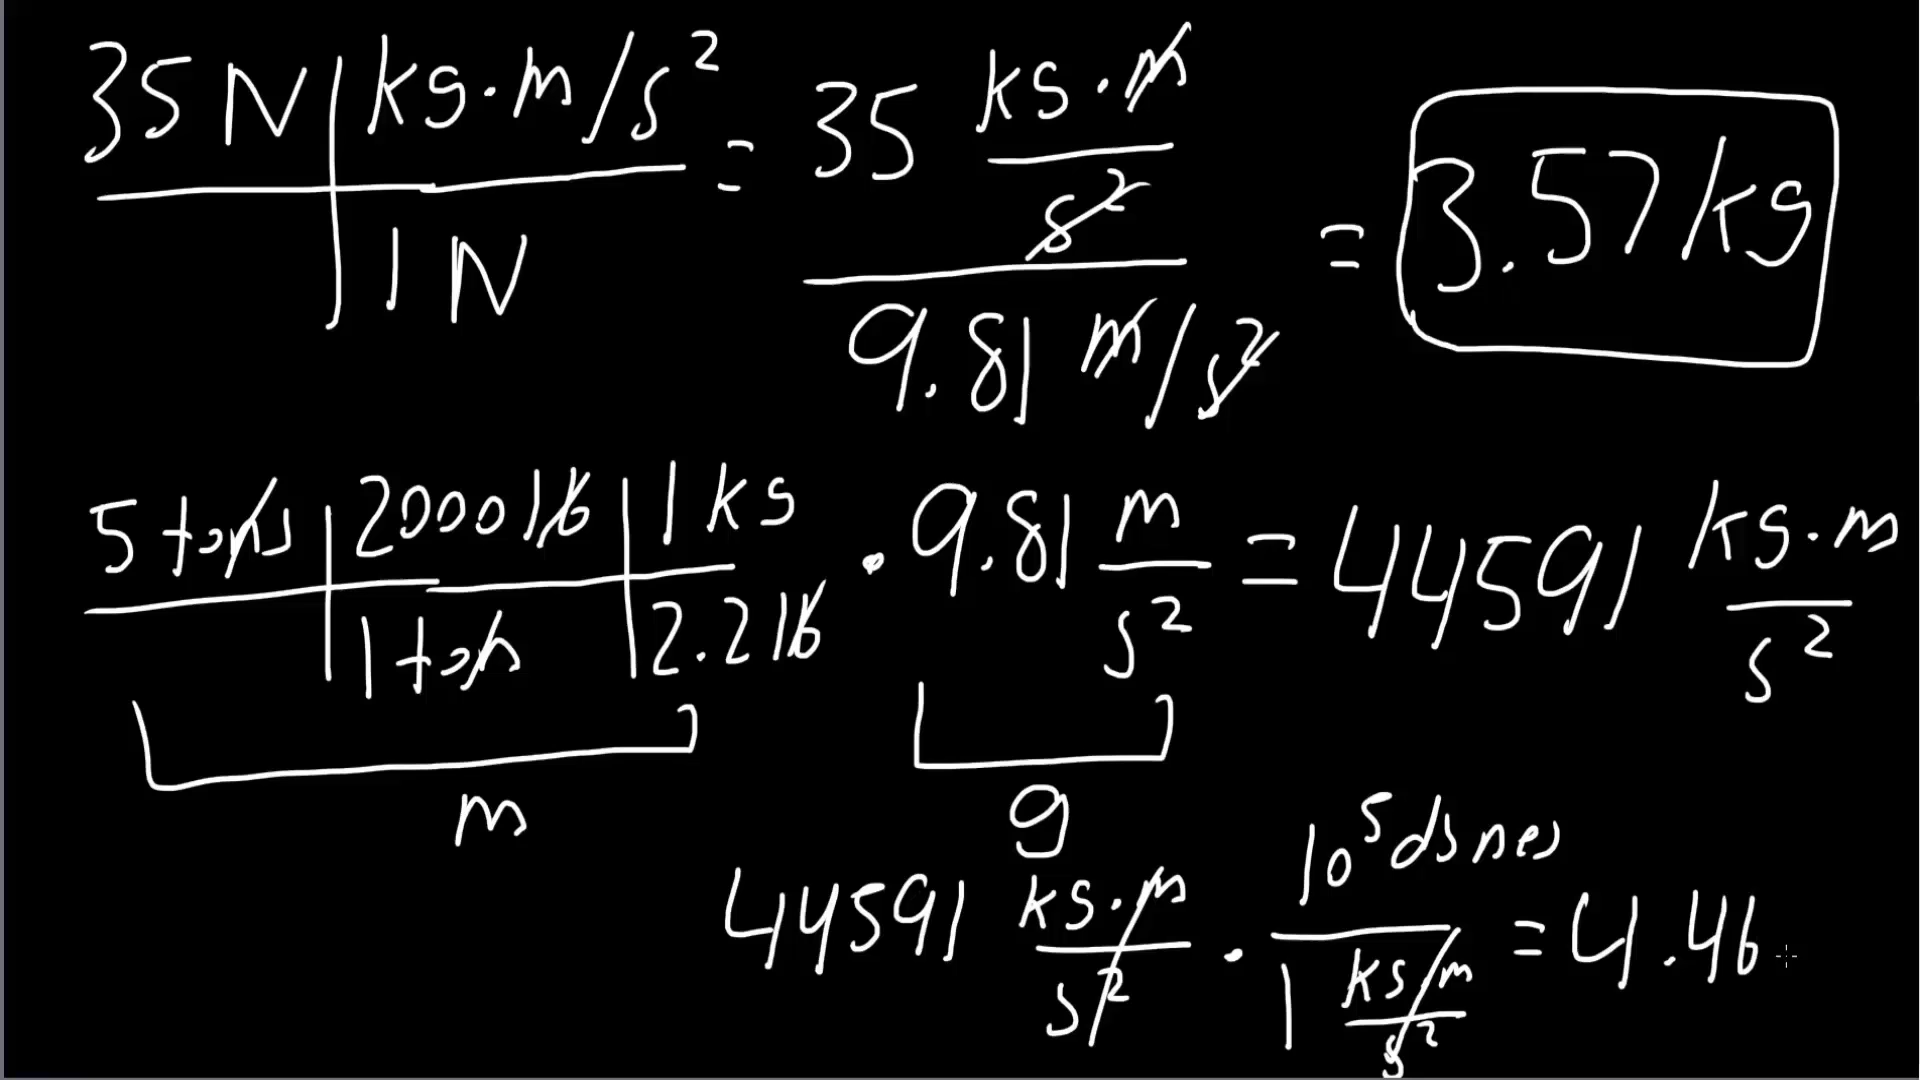 35 N | kg·m/s² / 1 N = 35 kg·m/s² / 9.81 m/s² = 3.57 kg
5 tons | 2000 lb | 1 kg / 1 ton | 2.2 lb · 9.81 m/s² = 44591 kg·m/s²
m g
44591 kg·m/s² · 10⁵ dynes / 1 kg/m/s² = 4.46